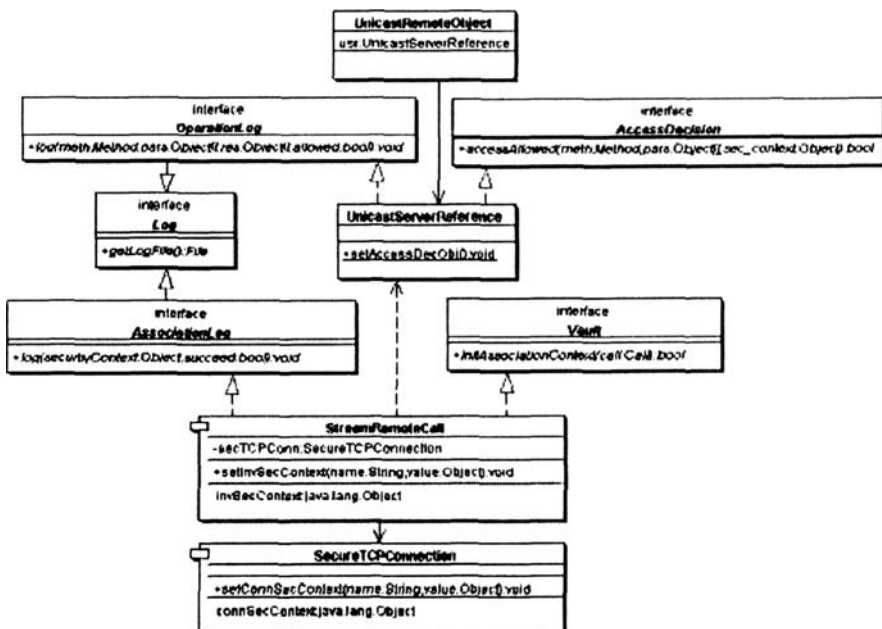 UnicastRemoteObject
usr.UnicastServerReference
interface
OperationLog
+log(meth.Method,para.Object[],res.Object[],allowed.bool).void
interface
AccessDecision
+accessAllowed(meth.Method,para.Object[],sec_context.Object).bool
interface
Log
+getLogFile().File
UnicastServerReference
+setAccessDecObj().void
interface
AssociationLog
+log(securityContext.Object,succeed.bool).void
interface
Vault
+initAssociationContext(call.Call).bool
StreamRemoteCall
-secTCPConn.SecureTCPConnection
+setInvSecContext(name.String,value.Object).void
invSecContext.java.lang.Object
SecureTCPConnection
+setConnSecContext(name.String,value.Object).void
connSecContext.java.lang.Object